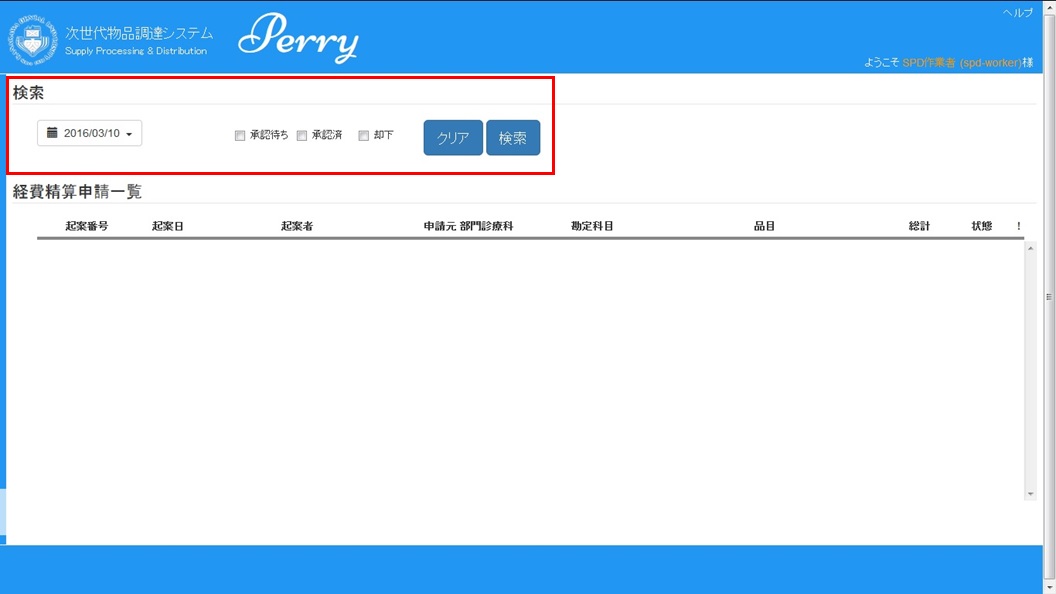 ヘルプ
次世代物品調達システム
Supply Processing & Distribution
Perry
ようこそ SPD作業者 (spd-worker)様
検索
2016/03/10
承認待ち 承認済 却下
クリア 検索
経費精算申請一覧
起案番号 起案日 起案者 申請元 部門診療科 勘定科目 品目 総計 状態 !